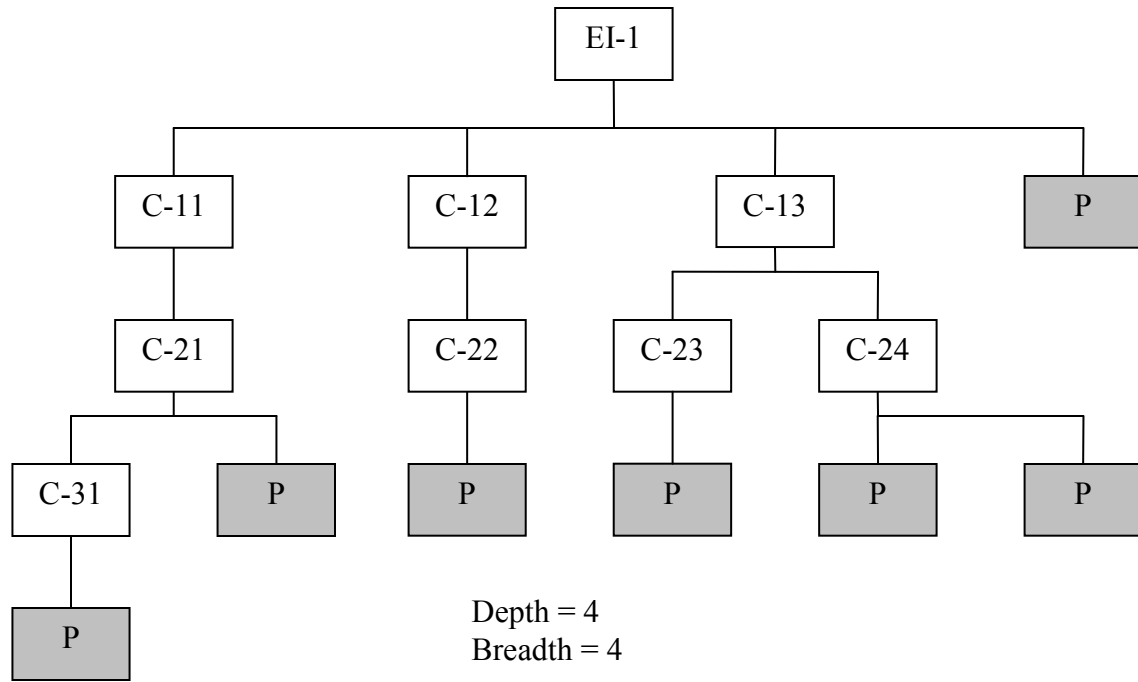 EI-1
C-11
C-12
C-13
P
C-21
C-22
C-23
C-24
C-31
P
P
P
P
P
P
Depth = 4
Breadth = 4